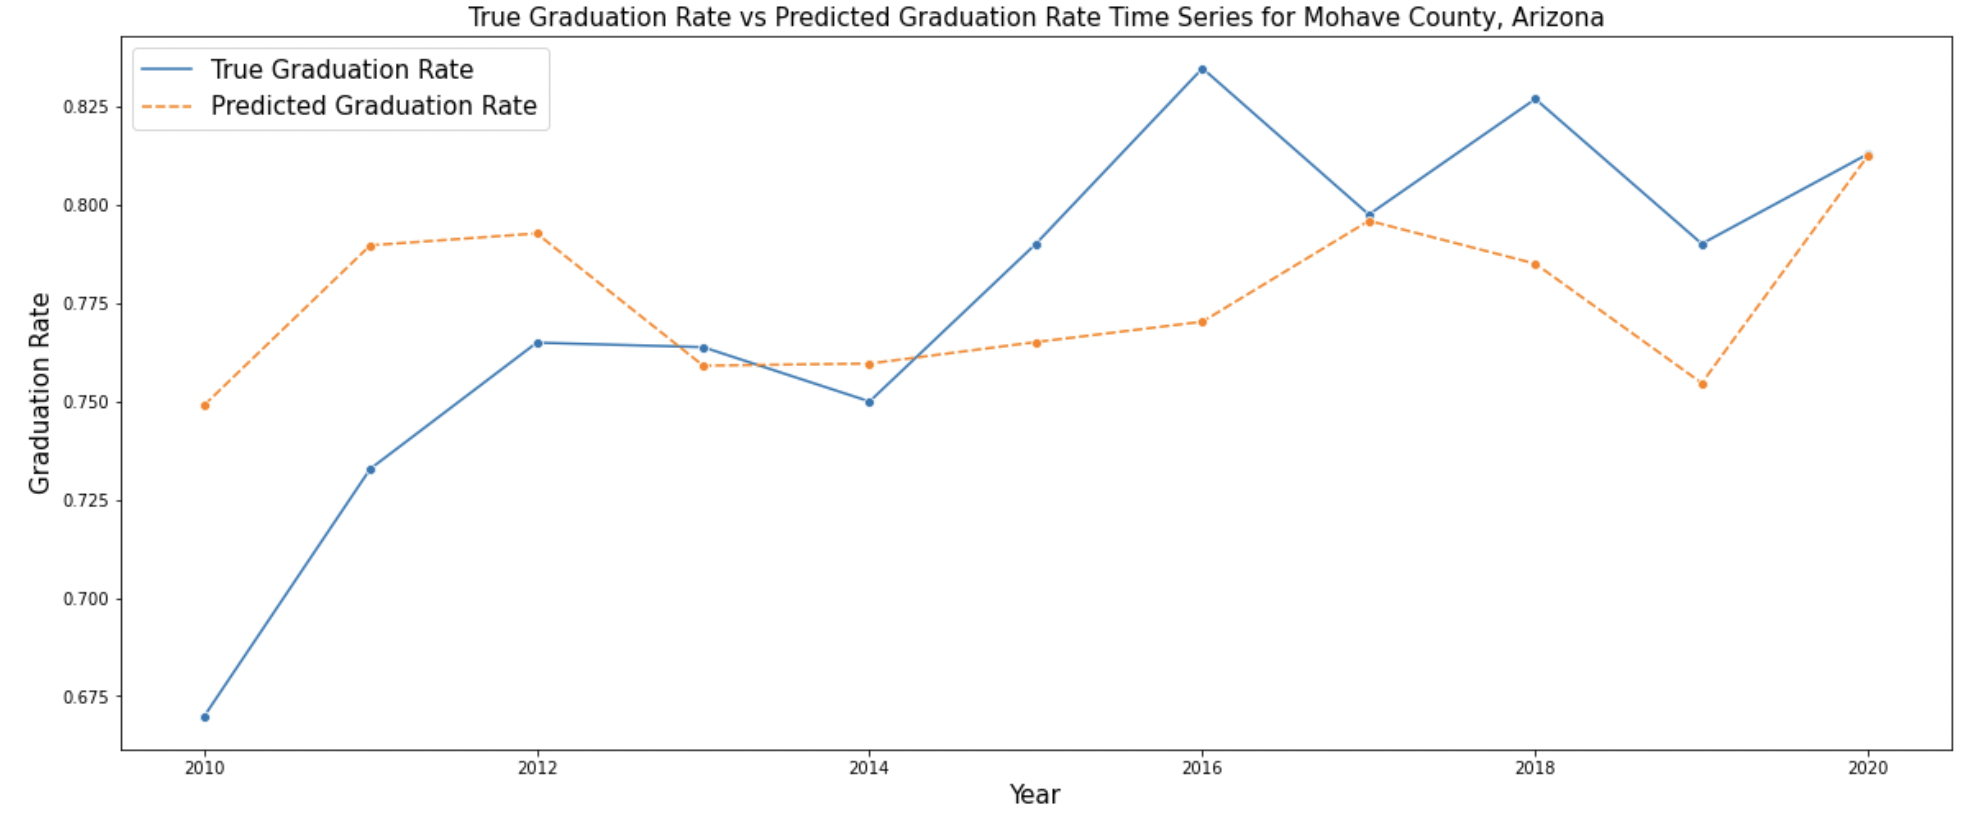 True Graduation Rate vs Predicted Graduation Rate Time Series for Mohave County, Arizona
True Graduation Rate
Predicted Graduation Rate
0.825
0.800
0.775
0.750
0.725
0.700
0.675
Graduation Rate
2010 2012 2014 2016 2018 2020
Year